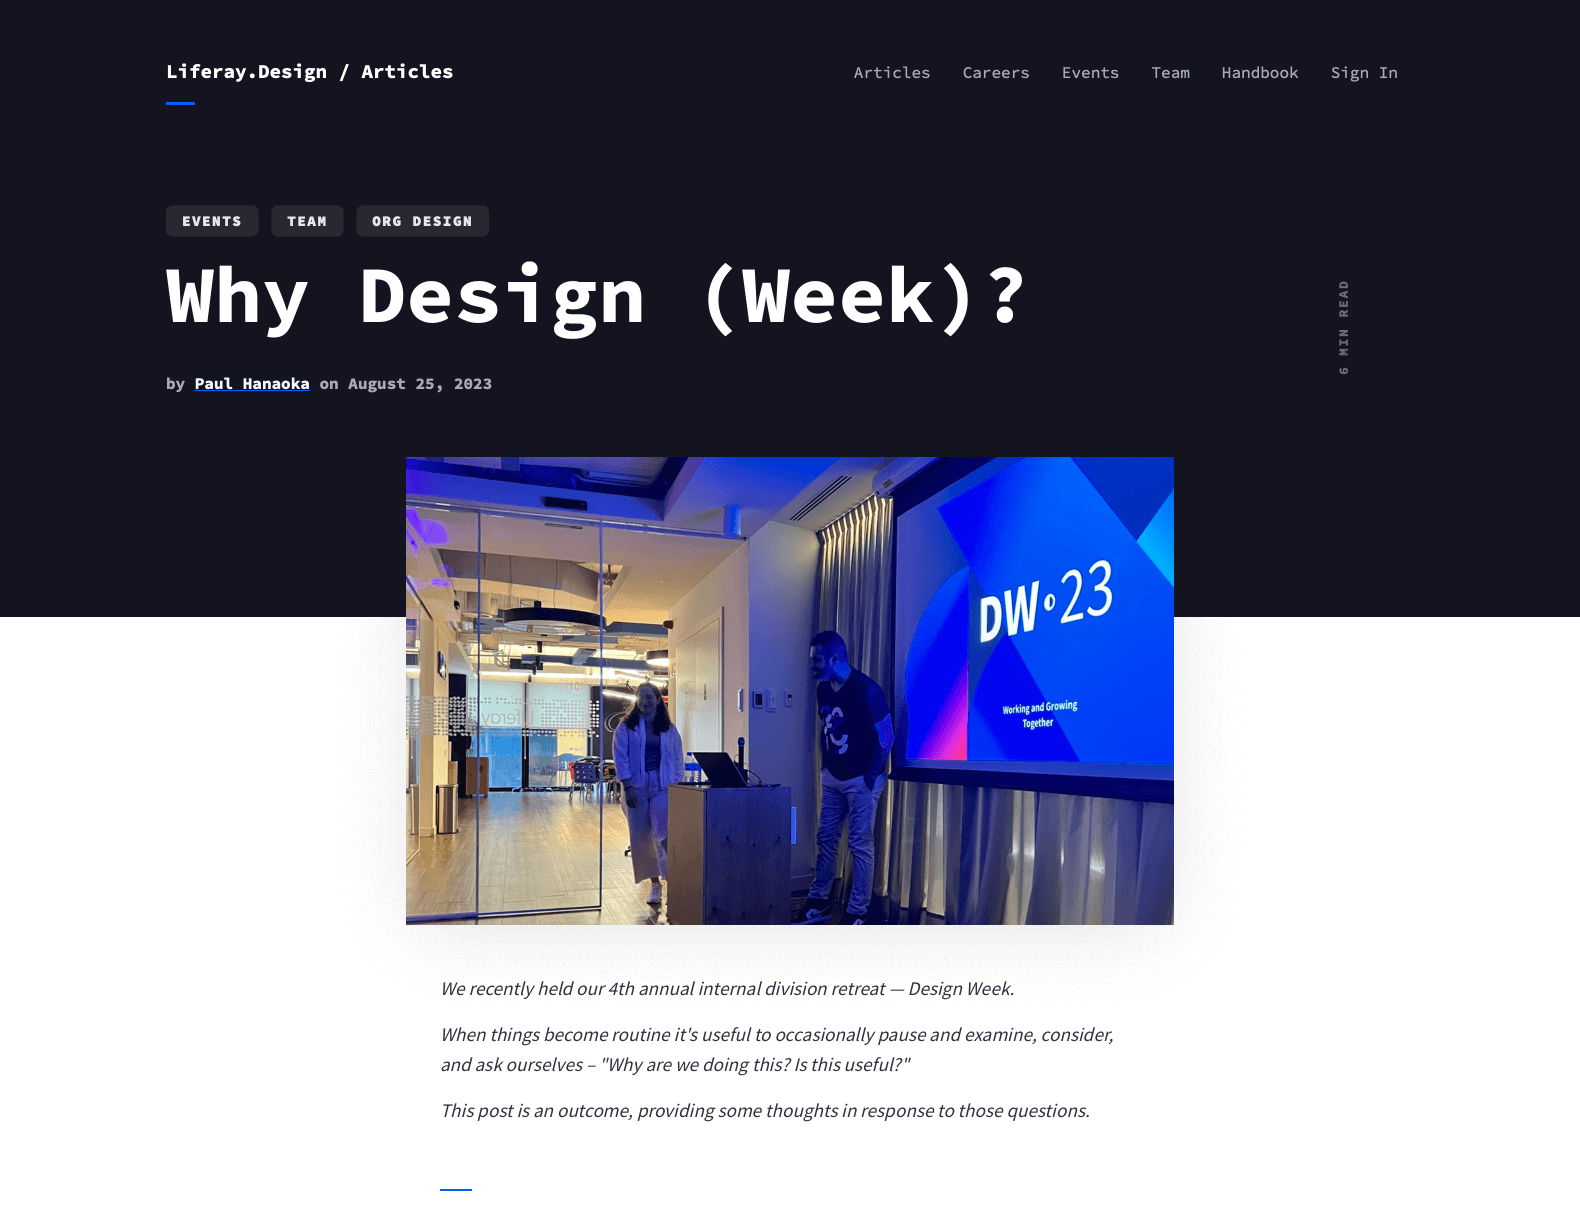 Liferay.Design / Articles
Articles Careers Events Team Handbook Sign In
EVENTS TEAM ORG DESIGN
Why Design (Week)?
6 MIN READ
by Paul Hanaoka on August 25, 2023
DW 23
Working and Growing
Together
Liferay
We recently held our 4th annual internal division retreat — Design Week.
When things become routine it's useful to occasionally pause and examine, consider,
and ask ourselves – "Why are we doing this? Is this useful?"
This post is an outcome, providing some thoughts in response to those questions.